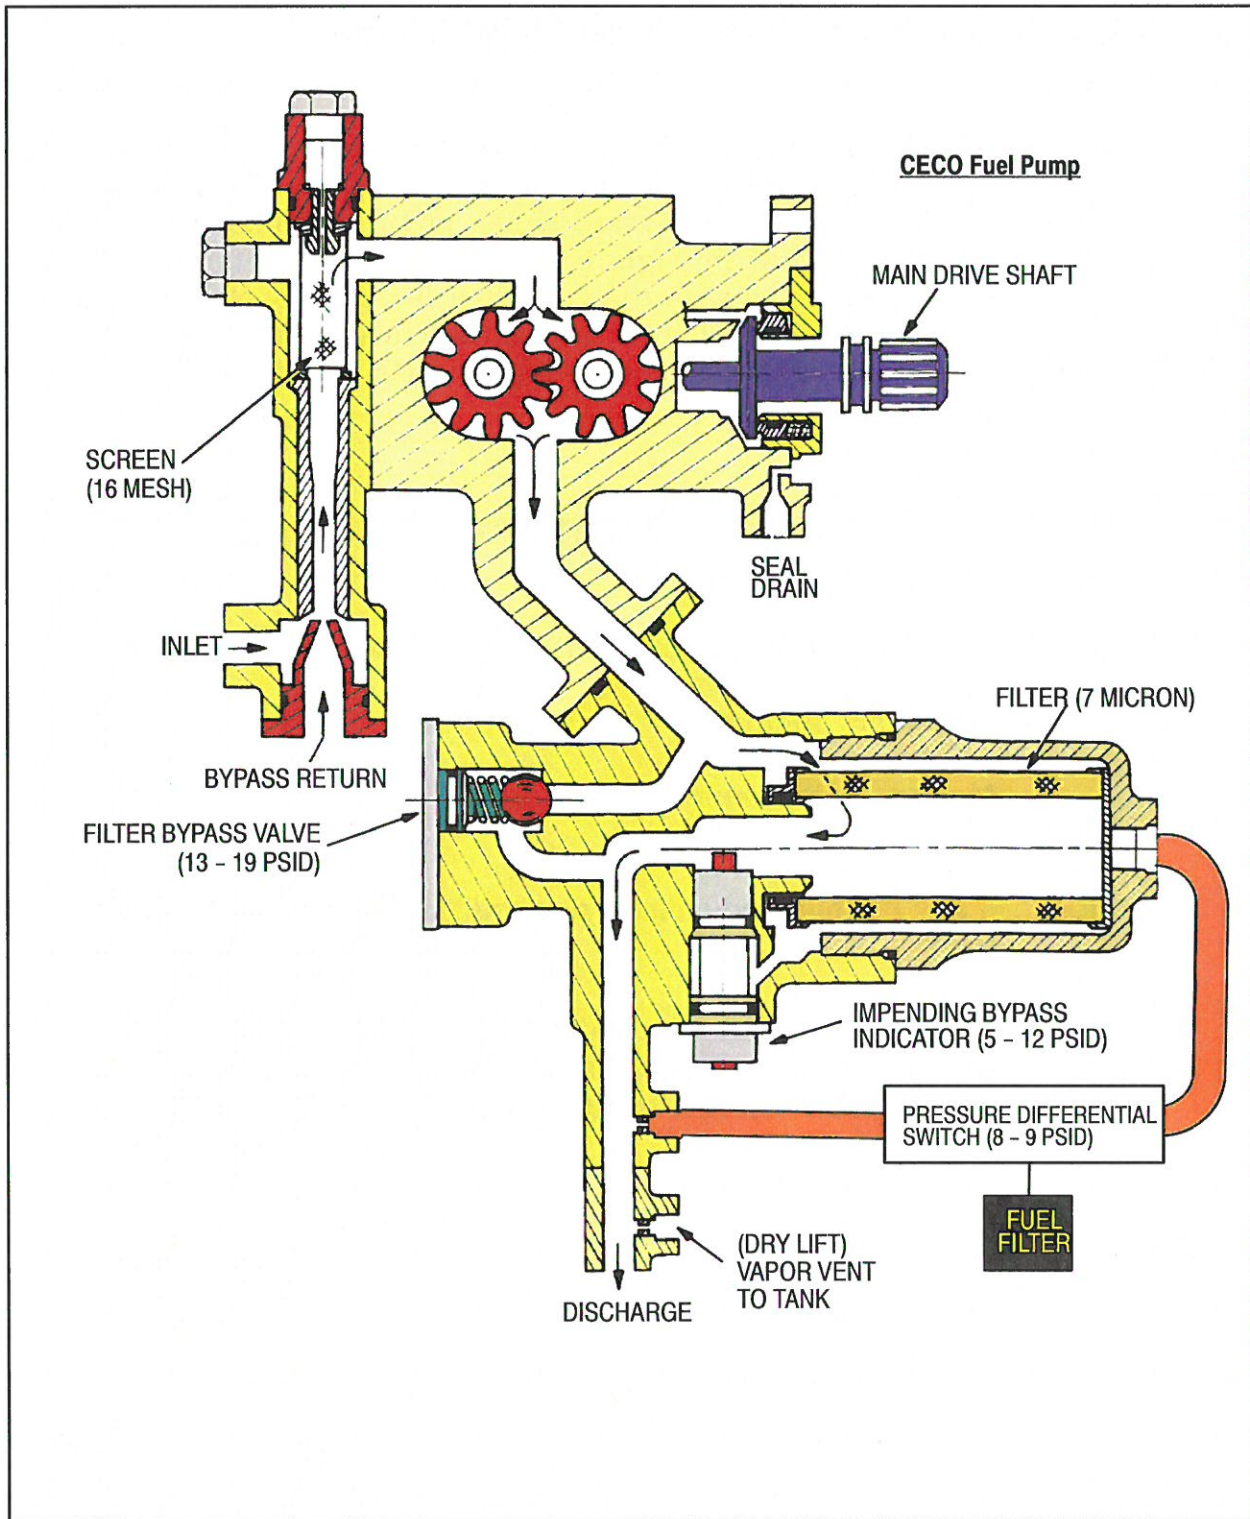 CECO Fuel Pump
MAIN DRIVE SHAFT
SCREEN
(16 MESH)
SEAL
DRAIN
INLET
FILTER (7 MICRON)
BYPASS RETURN
FILTER BYPASS VALVE
(13 – 19 PSID)
IMPENDING BYPASS
INDICATOR (5 – 12 PSID)
PRESSURE DIFFERENTIAL
SWITCH (8 – 9 PSID)
FUEL
FILTER
(DRY LIFT)
VAPOR VENT
TO TANK
DISCHARGE